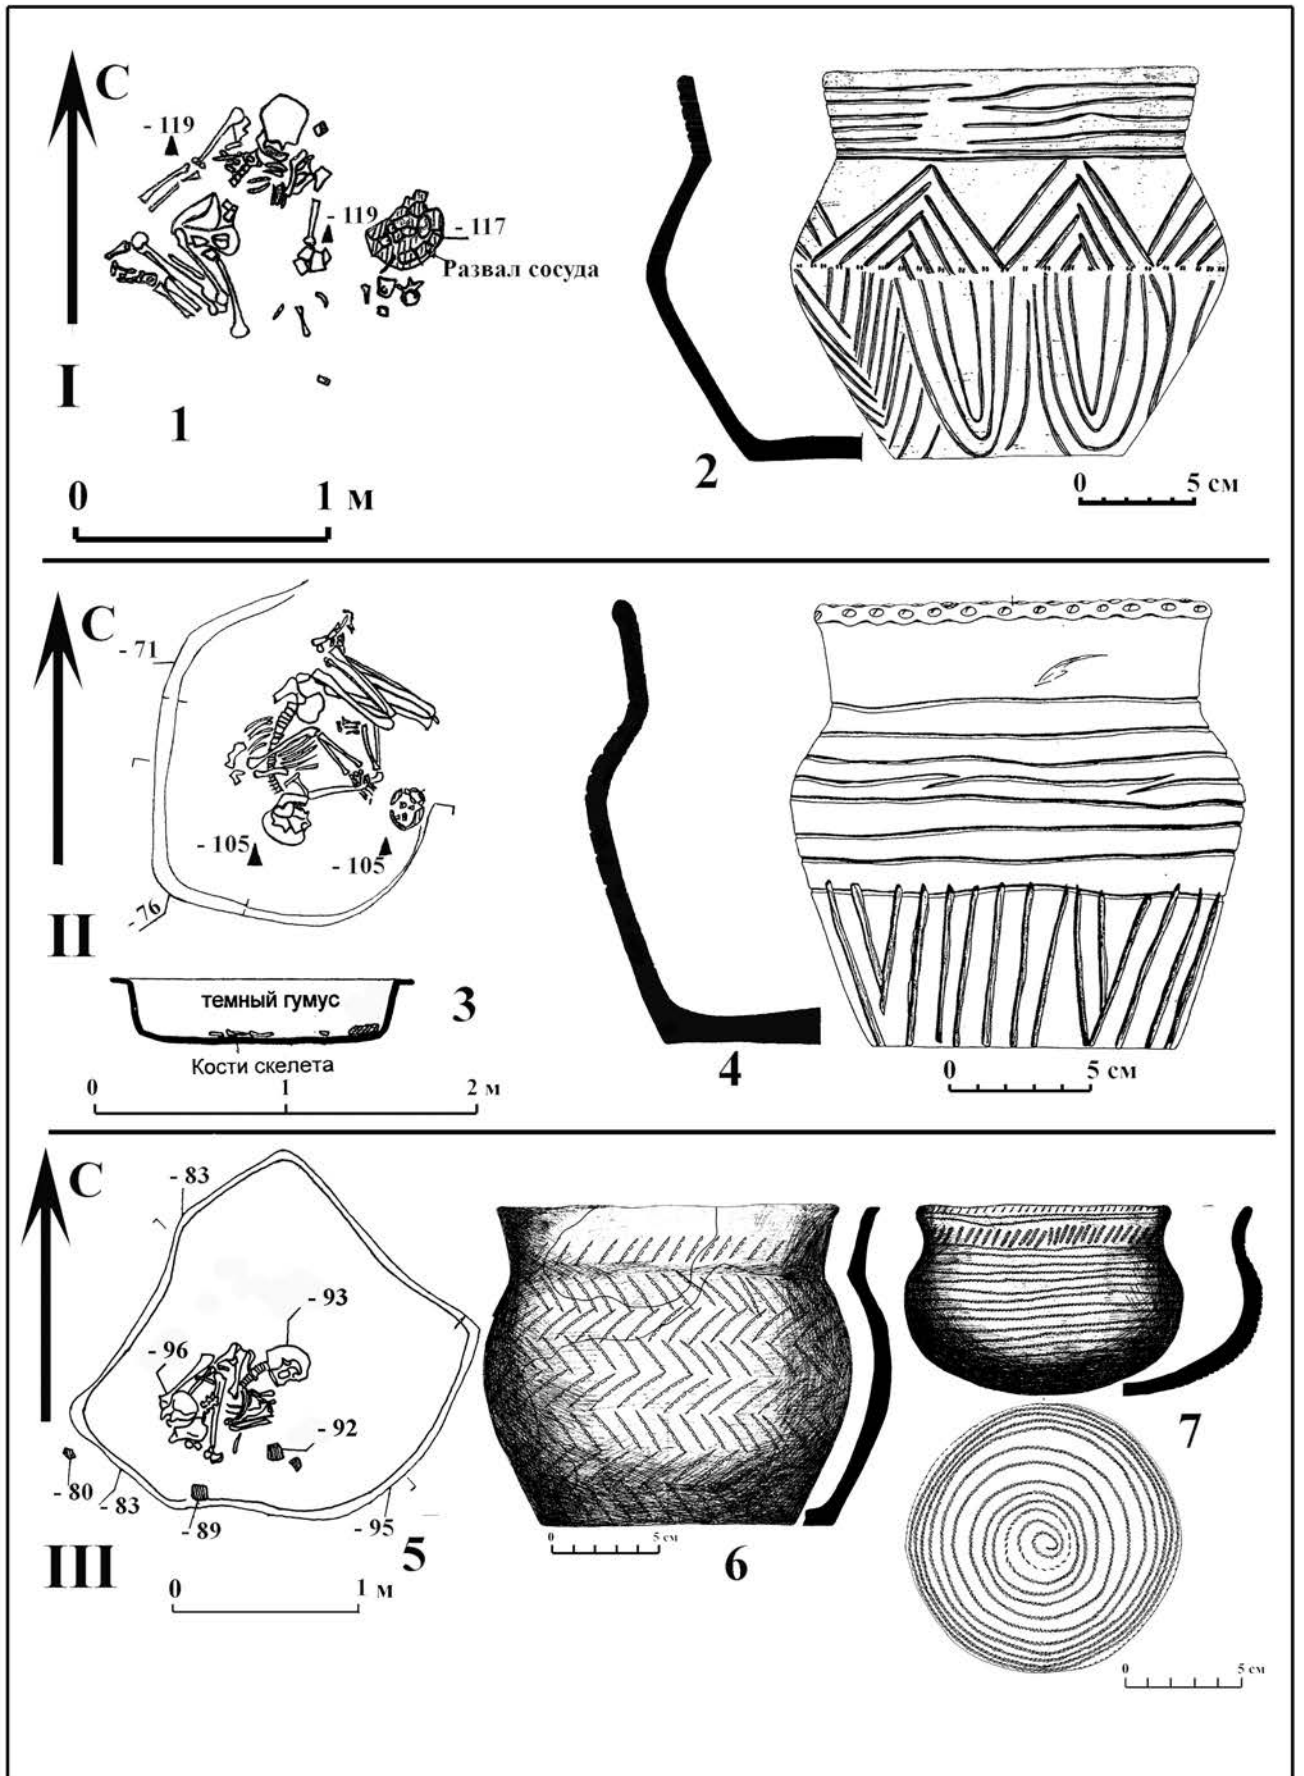 С
- 119
- 119
- 117
Развал сосуда
I
1
2
0 1 м
0 5 см
С
- 71
- 105
- 105
- 76
II
темный гумус
3
Кости скелета
0 1 2 м
4
0 5 см
С
- 83
- 93
- 96
- 92
- 80
- 83
- 89
- 95
III
5
0 1 м
6
0 5 см
7
0 5 см